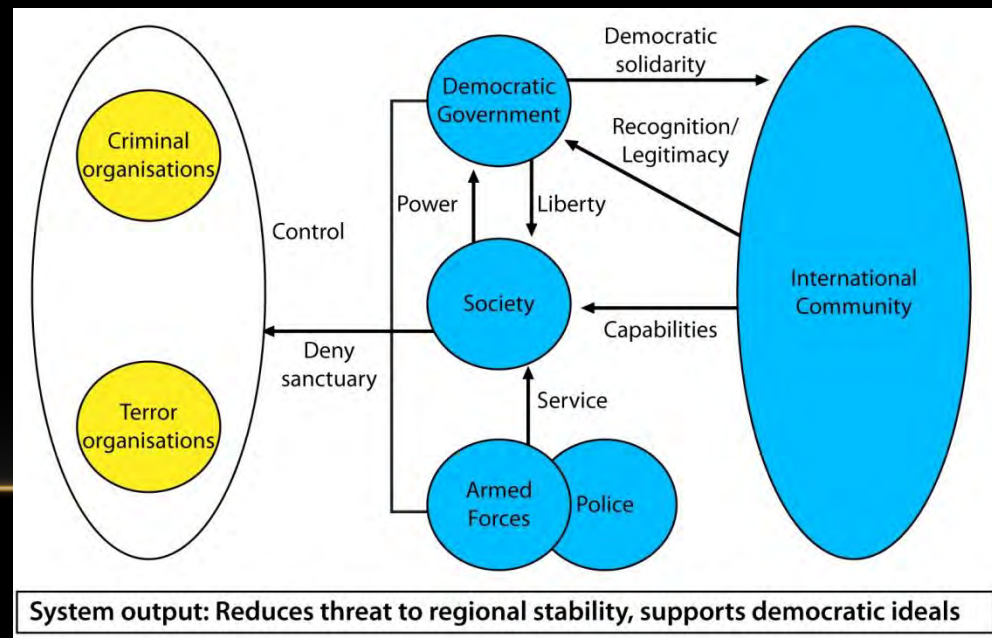 Criminal
organisations
Terror
organisations
Control
Deny
sanctuary
Democratic
Government
Power
Liberty
Society
Service
Armed
Forces
Police
Democratic
solidarity
Recognition/
Legitimacy
Capabilities
International
Community
System output: Reduces threat to regional stability, supports democratic ideals